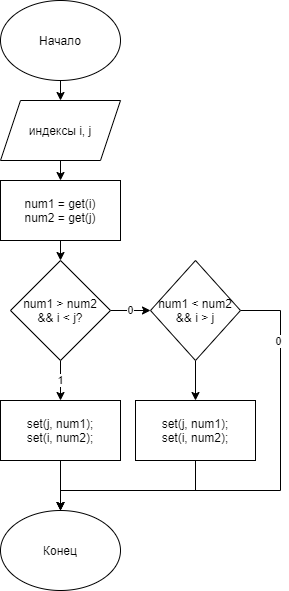 Начало
индексы i, j
num1 = get(i)
num2 = get(j)
num1 > num2
&& i < j?
0
num1 < num2
&& i > j
0
1
set(j, num1);
set(i, num2);
set(j, num1);
set(i, num2);
Конец